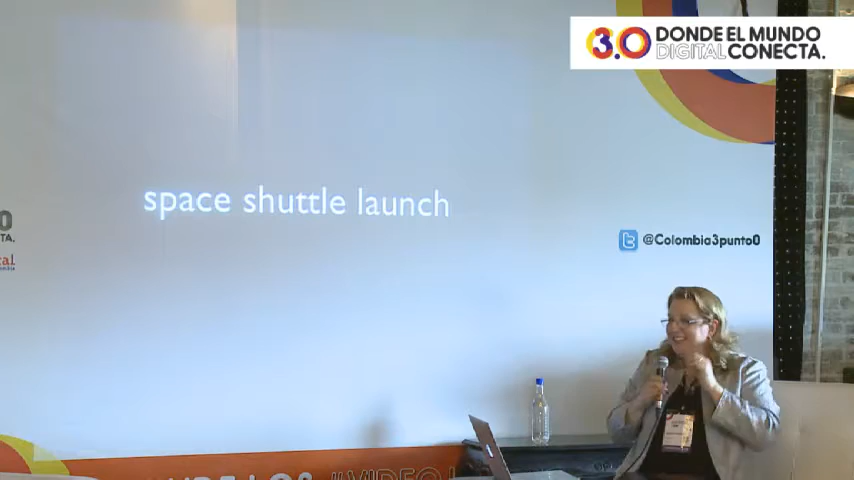 3.0 DONDE EL MUNDO
DIGITAL CONECTA.
space shuttle launch
@Colombia3punto0